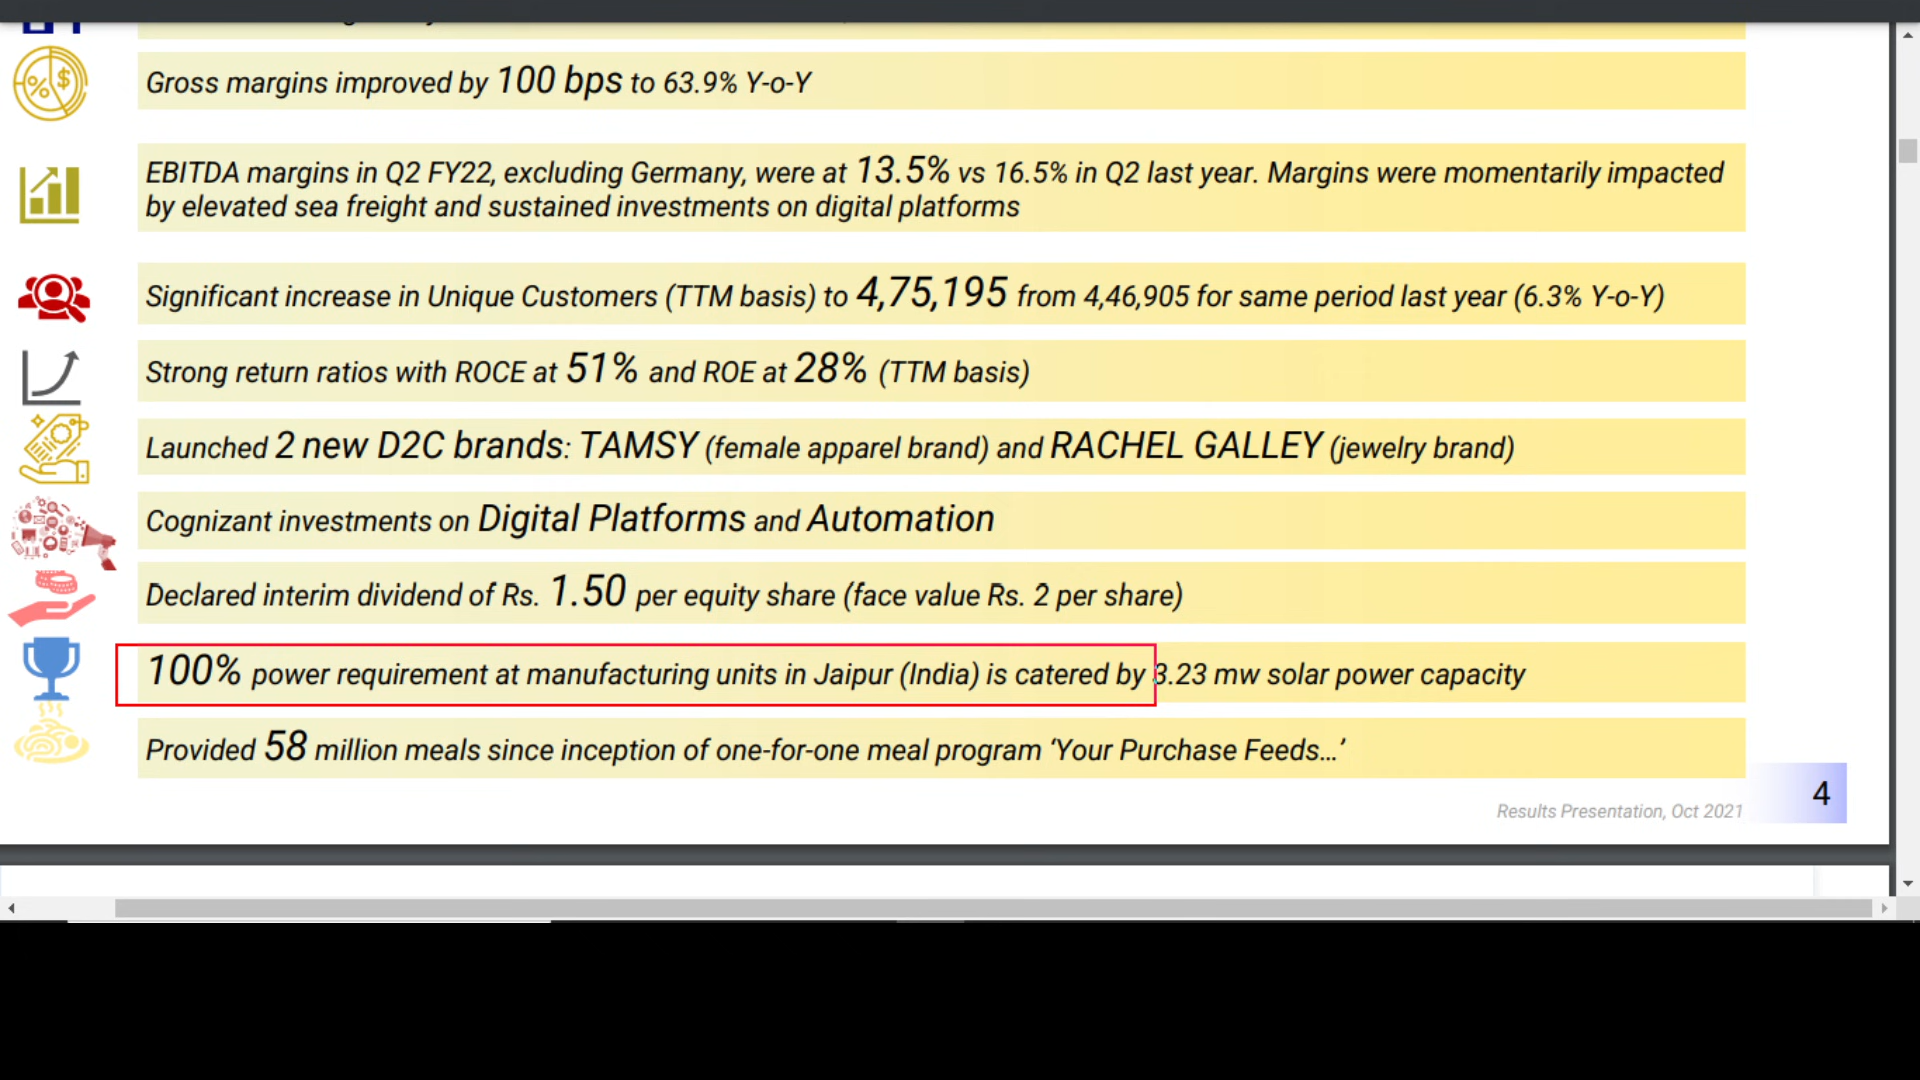 Gross margins improved by 100 bps to 63.9% Y-o-Y
EBITDA margins in Q2 FY22, excluding Germany, were at 13.5% vs 16.5% in Q2 last year. Margins were momentarily impacted
by elevated sea freight and sustained investments on digital platforms
Significant increase in Unique Customers (TTM basis) to 4,75,195 from 4,46,905 for same period last year (6.3% Y-o-Y)
Strong return ratios with ROCE at 51% and ROE at 28% (TTM basis)
Launched 2 new D2C brands: TAMSY (female apparel brand) and RACHEL GALLEY (jewelry brand)
Cognizant investments on Digital Platforms and Automation
Declared interim dividend of Rs. 1.50 per equity share (face value Rs. 2 per share)
100% power requirement at manufacturing units in Jaipur (India) is catered by 3.23 mw solar power capacity
Provided 58 million meals since inception of one-for-one meal program ‘Your Purchase Feeds…’
Results Presentation, Oct 2021
4